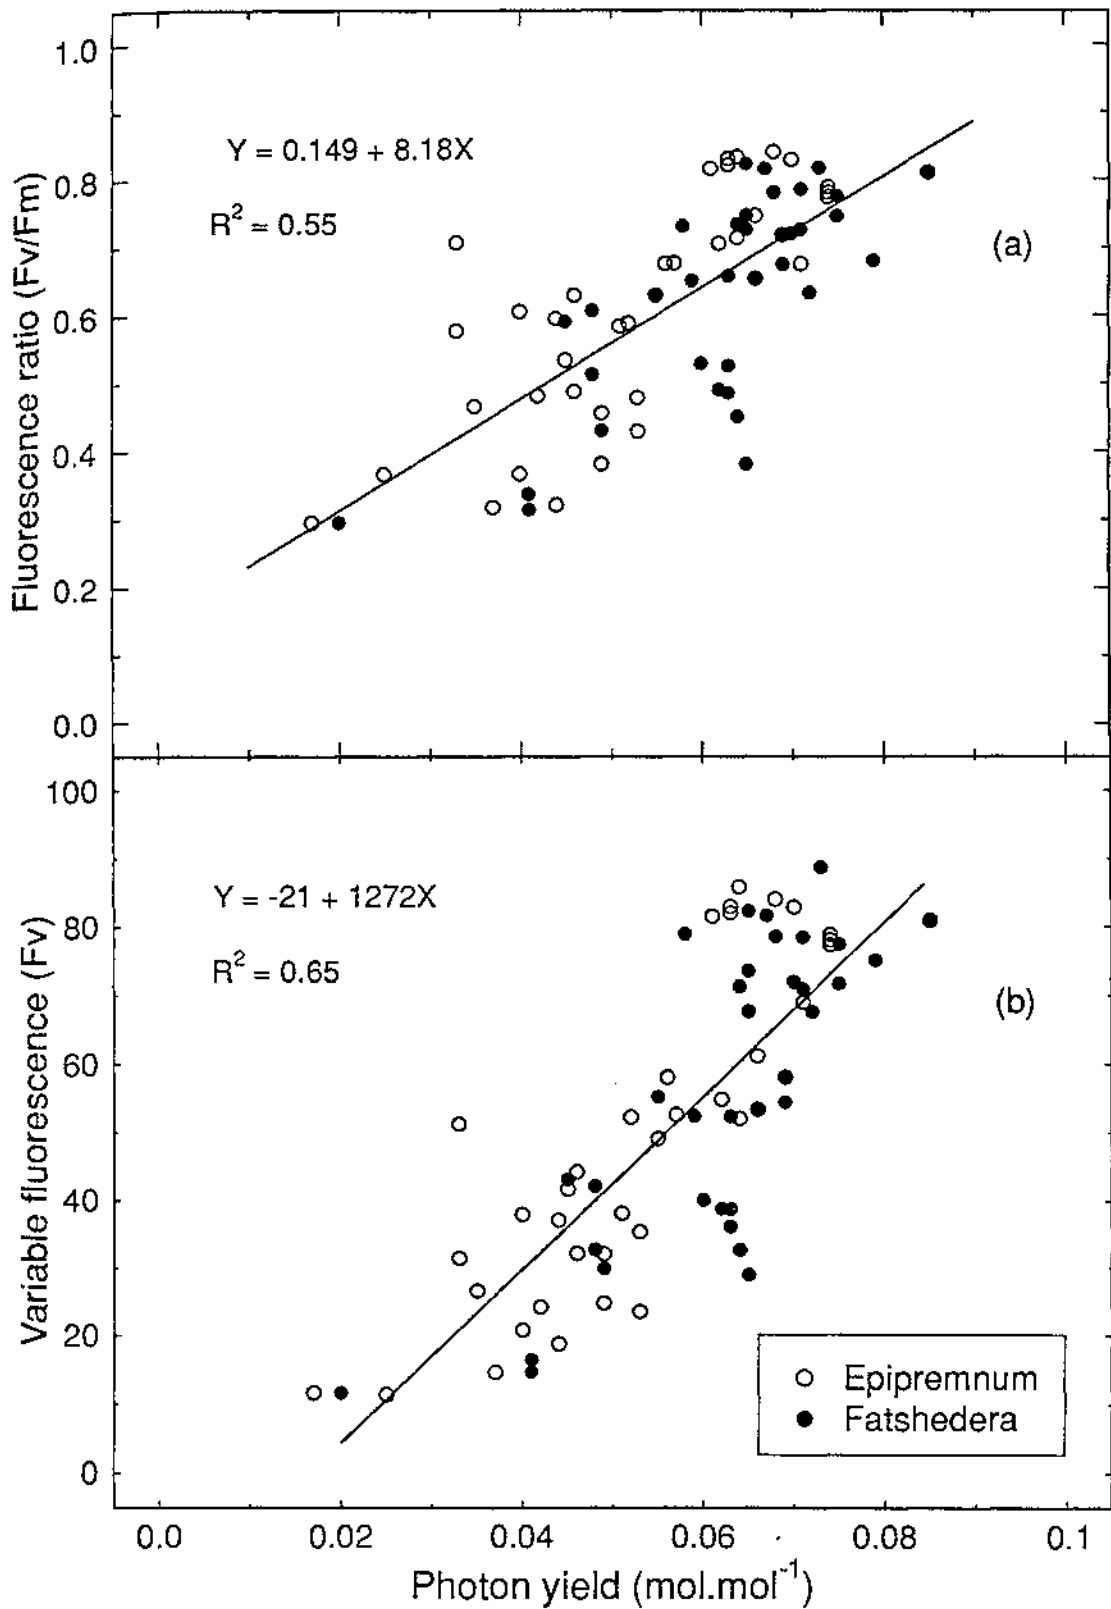 1.0
0.8
0.6
0.4
0.2
0.0
Fluorescence ratio (Fv/Fm)
Y = 0.149 + 8.18X
R² = 0.55
(a)
100
80
60
40
20
0
Variable fluorescence (Fv)
Y = -21 + 1272X
R² = 0.65
(b)
Epipremnum
Fatshedera
0.0 0.02 0.04 0.06 0.08 0.1
Photon yield (mol.mol⁻¹)